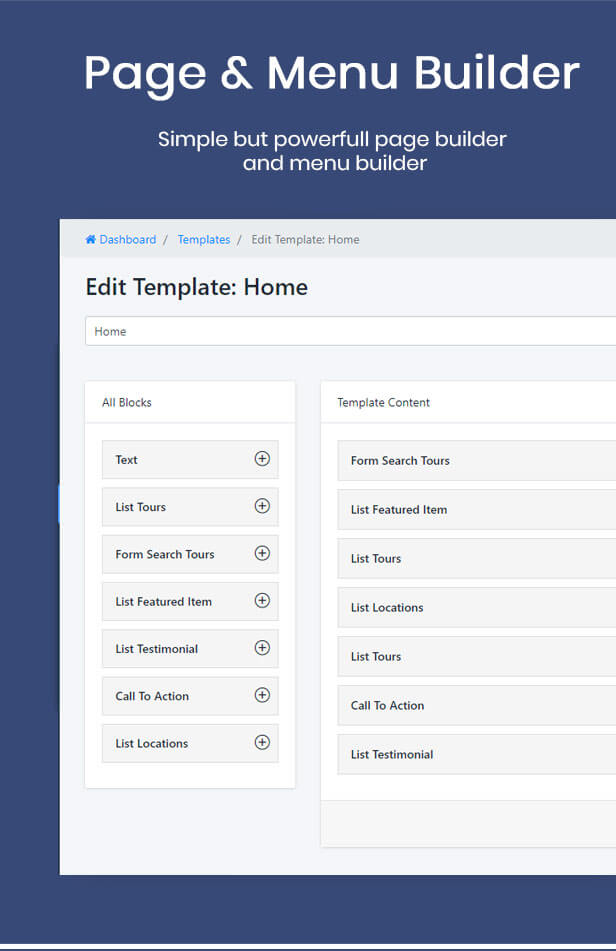 Page & Menu Builder
Simple but powerfull page builder
and menu builder
Dashboard / Templates / Edit Template: Home
Edit Template: Home
Home
All Blocks
Text
List Tours
Form Search Tours
List Featured Item
List Testimonial
Call To Action
List Locations
Template Content
Form Search Tours
List Featured Item
List Tours
List Locations
List Tours
Call To Action
List Testimonial